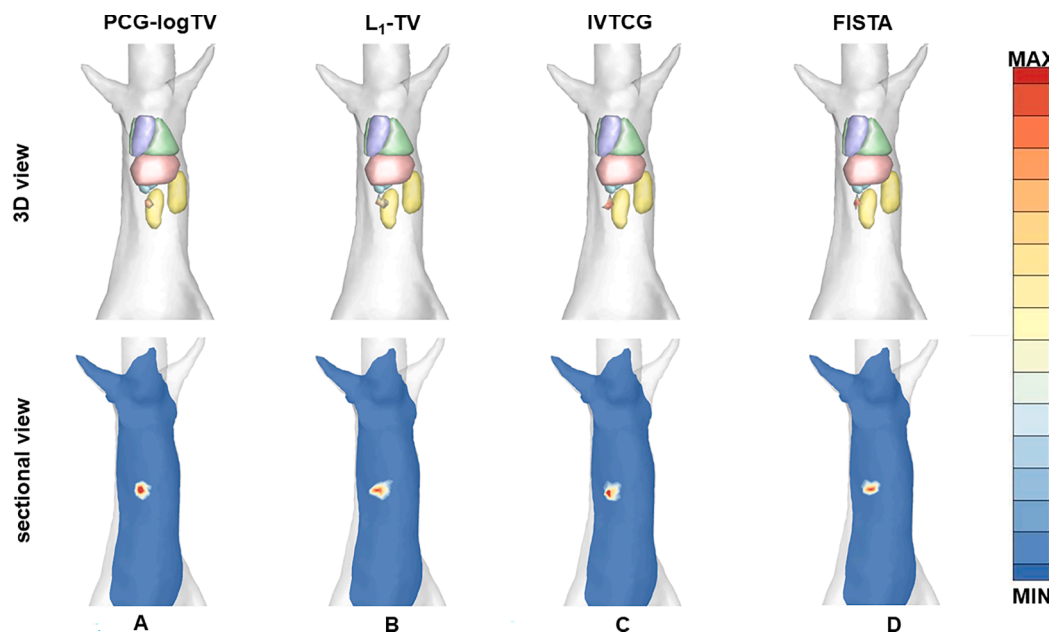 PCG-logTV
L₁-TV
IVTCG
FISTA
MAX
3D view
sectional view
MIN
A
B
C
D